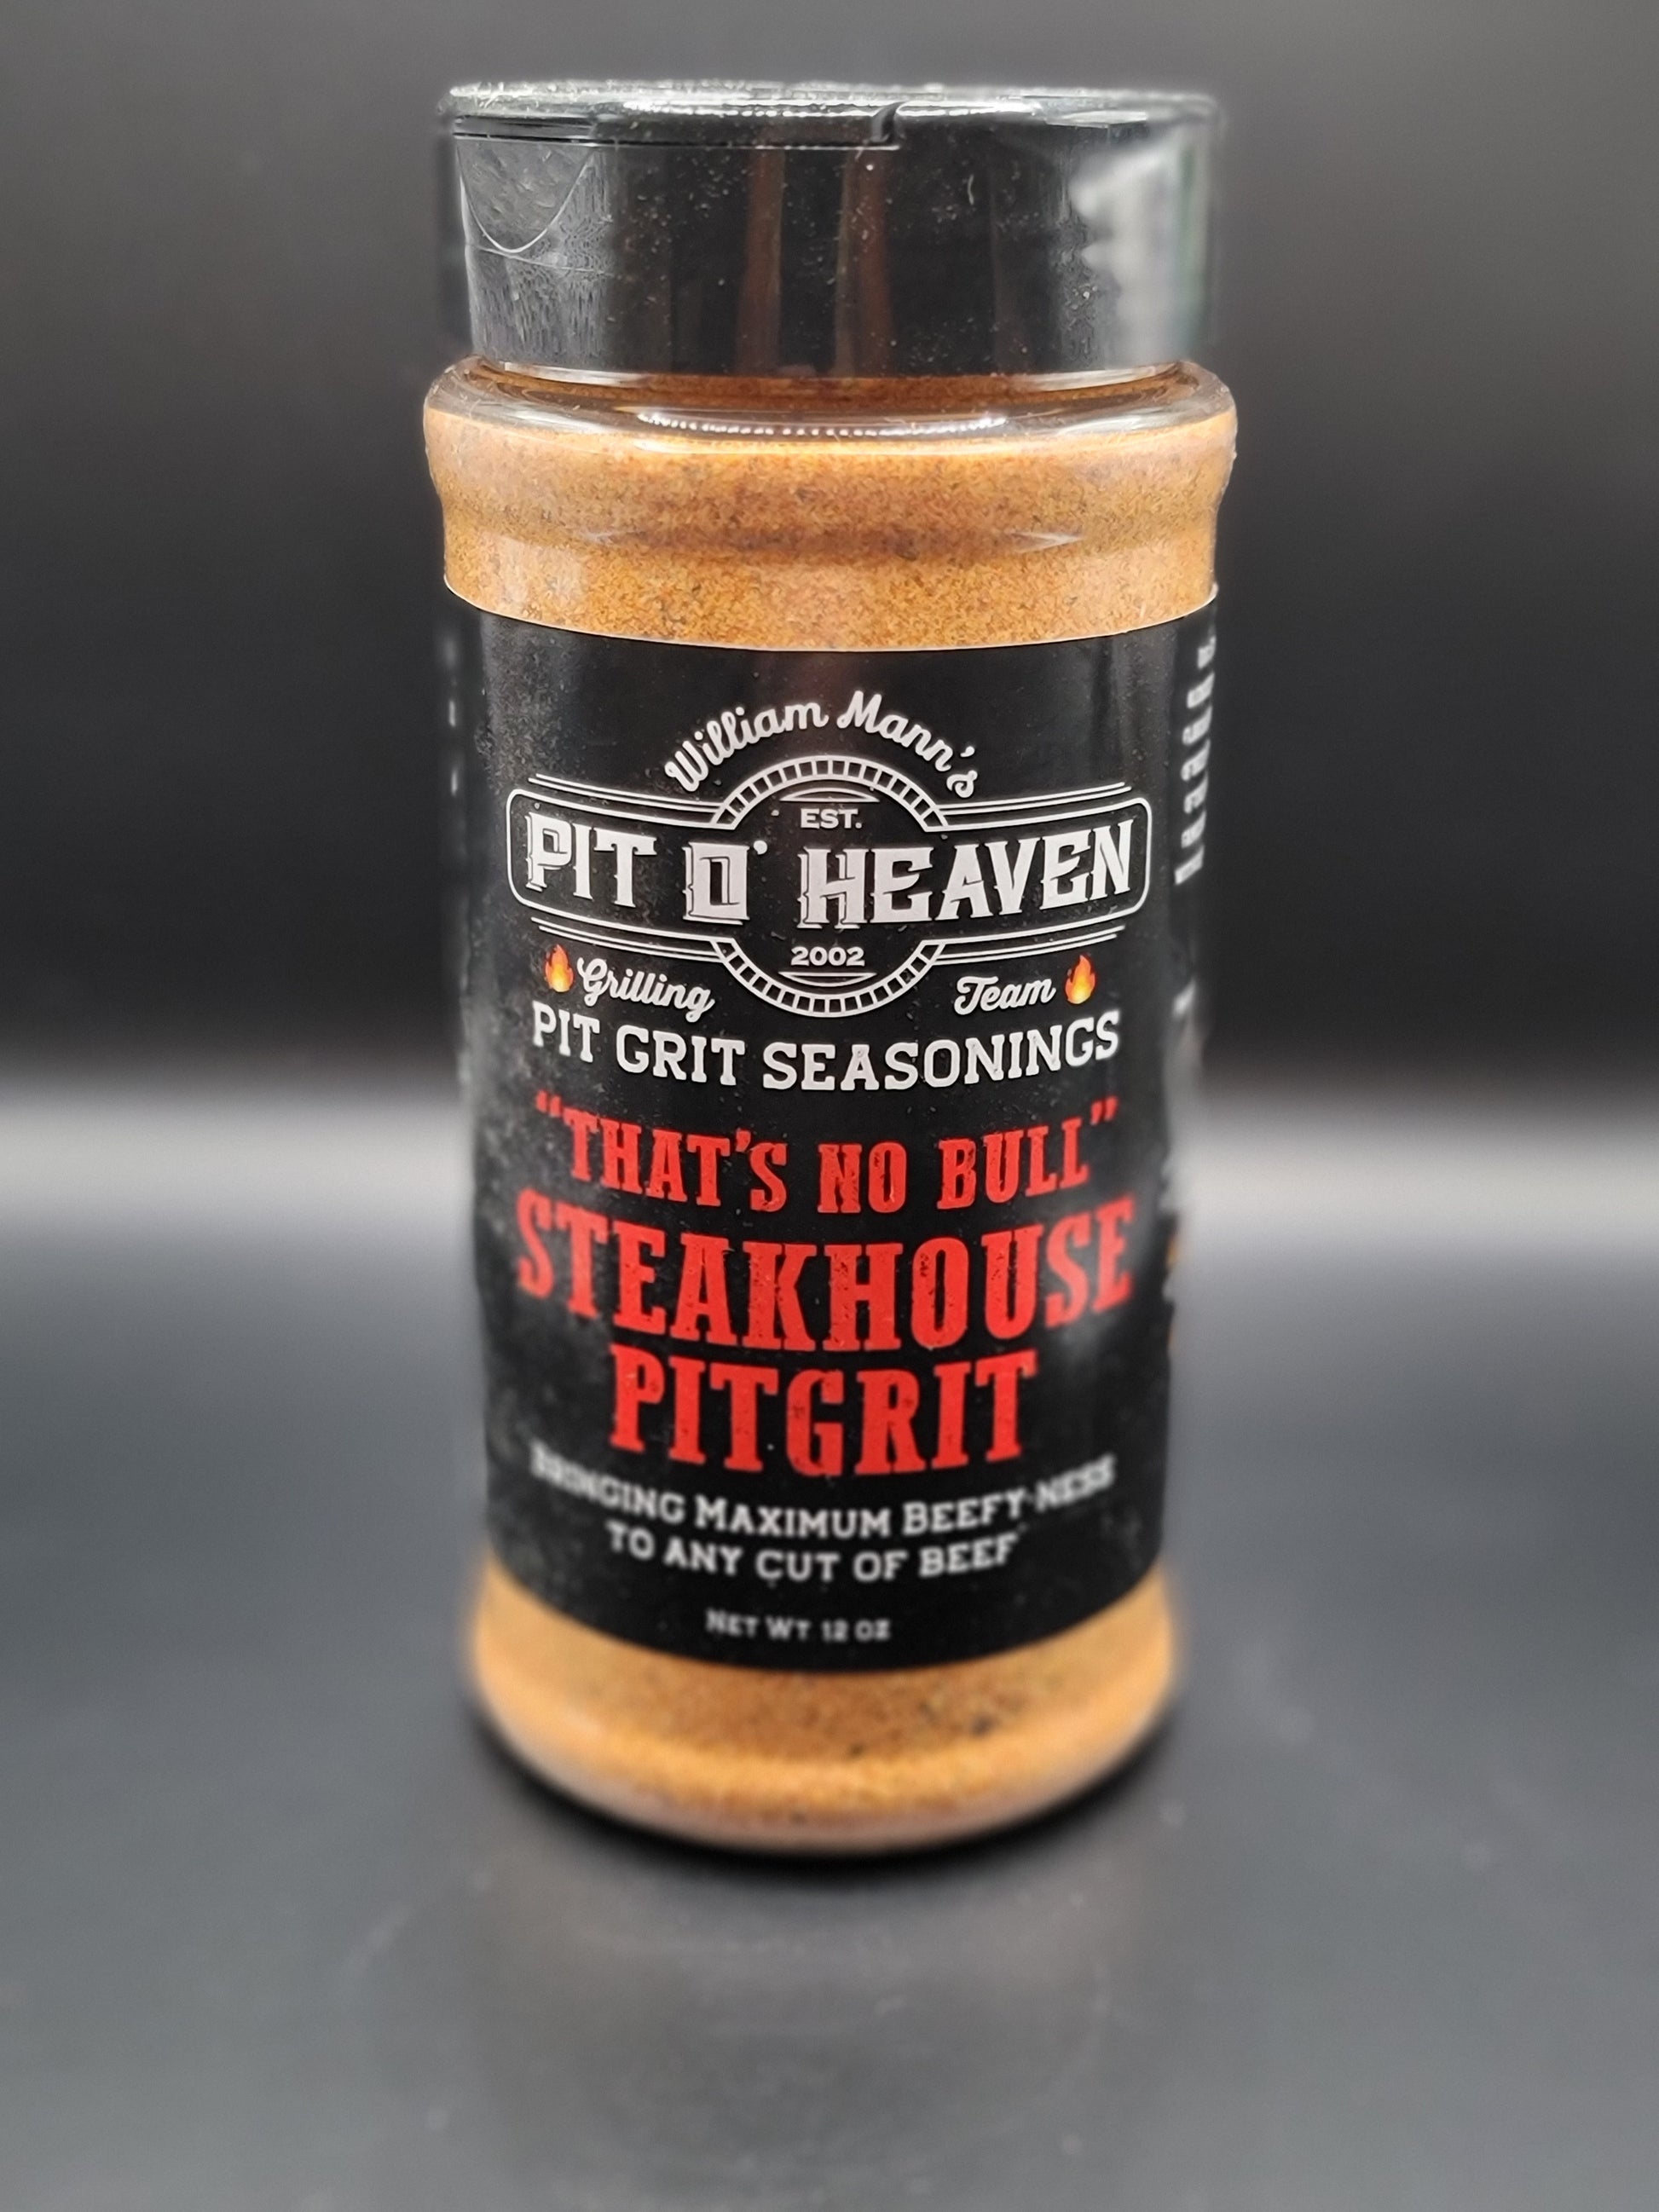 William Mann's
EST.
PIT O' HEAVEN
2002
Grilling Team
PIT GRIT SEASONINGS
"THAT'S NO BULL"
STEAKHOUSE
PITGRIT
BRINGING MAXIMUM BEEFY-NESS
TO ANY CUT OF BEEF
NET WT 12 OZ